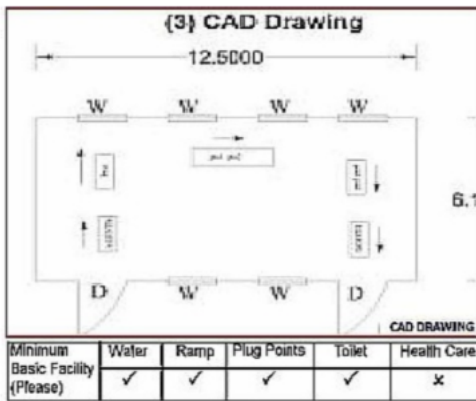 (3) CAD Drawing
12.5000
W W W W
6.1
D W W D
CAD DRAWING
Minimum Basic Facility (Please) Water Ramp Plug Points Toilet Health Care
✓ ✓ ✓ ✓ ×